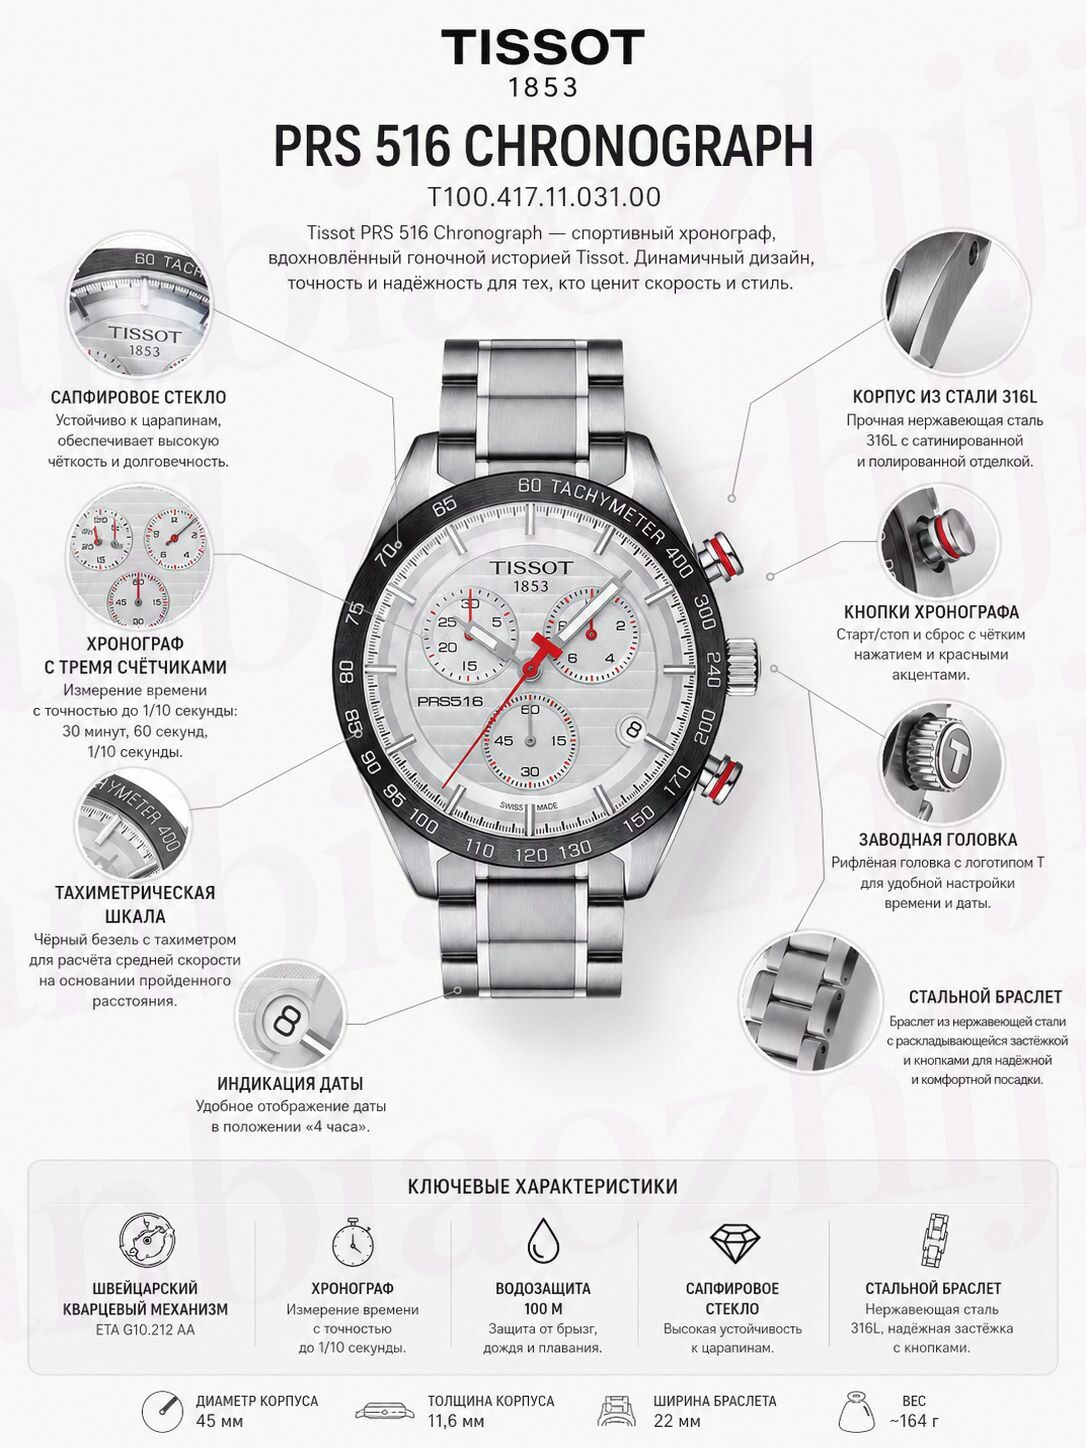 TISSOT
1853
PRS 516 CHRONOGRAPH
T100.417.11.031.00
Tissot PRS 516 Chronograph — спортивный хронограф,
вдохновлённый гоночной историей Tissot. Динамичный дизайн,
точность и надёжность для тех, кто ценит скорость и стиль.
60 TACH
TISSOT
1853
САПФИРОВОЕ СТЕКЛО
Устойчиво к царапинам,
обеспечивает высокую
чёткость и долговечность.
КОРПУС ИЗ СТАЛИ 316L
Прочная нержавеющая сталь
316L с сатинированной
и полированной отделкой.
ХРОНОГРАФ
С ТРЕМЯ СЧЁТЧИКАМИ
Измерение времени
с точностью до 1/10 секунды:
30 минут, 60 секунд,
1/10 секунды.
КНОПКИ ХРОНОГРАФА
Старт/стоп и сброс с чётким
нажатием и красными
акцентами.
60 TACHYMETER 400
300
240
200
170
150
130
120
110
100
95
90
85
80
75
70
65
TISSOT
1853
30
25 5
20
15
2
6 4
PRS516
60
45 15
30
8
SWISS MADE
YMETER 400
ТАХИМЕТРИЧЕСКАЯ
ШКАЛА
Чёрный безель с тахиметром
для расчёта средней скорости
на основании пройденного
расстояния.
T
ЗАВОДНАЯ ГОЛОВКА
Рифлёная головка с логотипом T
для удобной настройки
времени и даты.
8
ИНДИКАЦИЯ ДАТЫ
Удобное отображение даты
в положении «4 часа».
СТАЛЬНОЙ БРАСЛЕТ
Браслет из нержавеющей стали
с раскладывающейся застёжкой
и кнопками для надёжной
и комфортной посадки.
КЛЮЧЕВЫЕ ХАРАКТЕРИСТИКИ
ШВЕЙЦАРСКИЙ
КВАРЦЕВЫЙ МЕХАНИЗМ
ETA G10.212 AA
ХРОНОГРАФ
Измерение времени
с точностью
до 1/10 секунды.
ВОДОЗАЩИТА
100 М
Защита от брызг,
дождя и плавания.
САПФИРОВОЕ
СТЕКЛО
Высокая устойчивость
к царапинам.
СТАЛЬНОЙ БРАСЛЕТ
Нержавеющая сталь
316L, надёжная застёжка
с кнопками.
ДИАМЕТР КОРПУСА
45 мм
ТОЛЩИНА КОРПУСА
11,6 мм
ШИРИНА БРАСЛЕТА
22 мм
ВЕС
~164 г